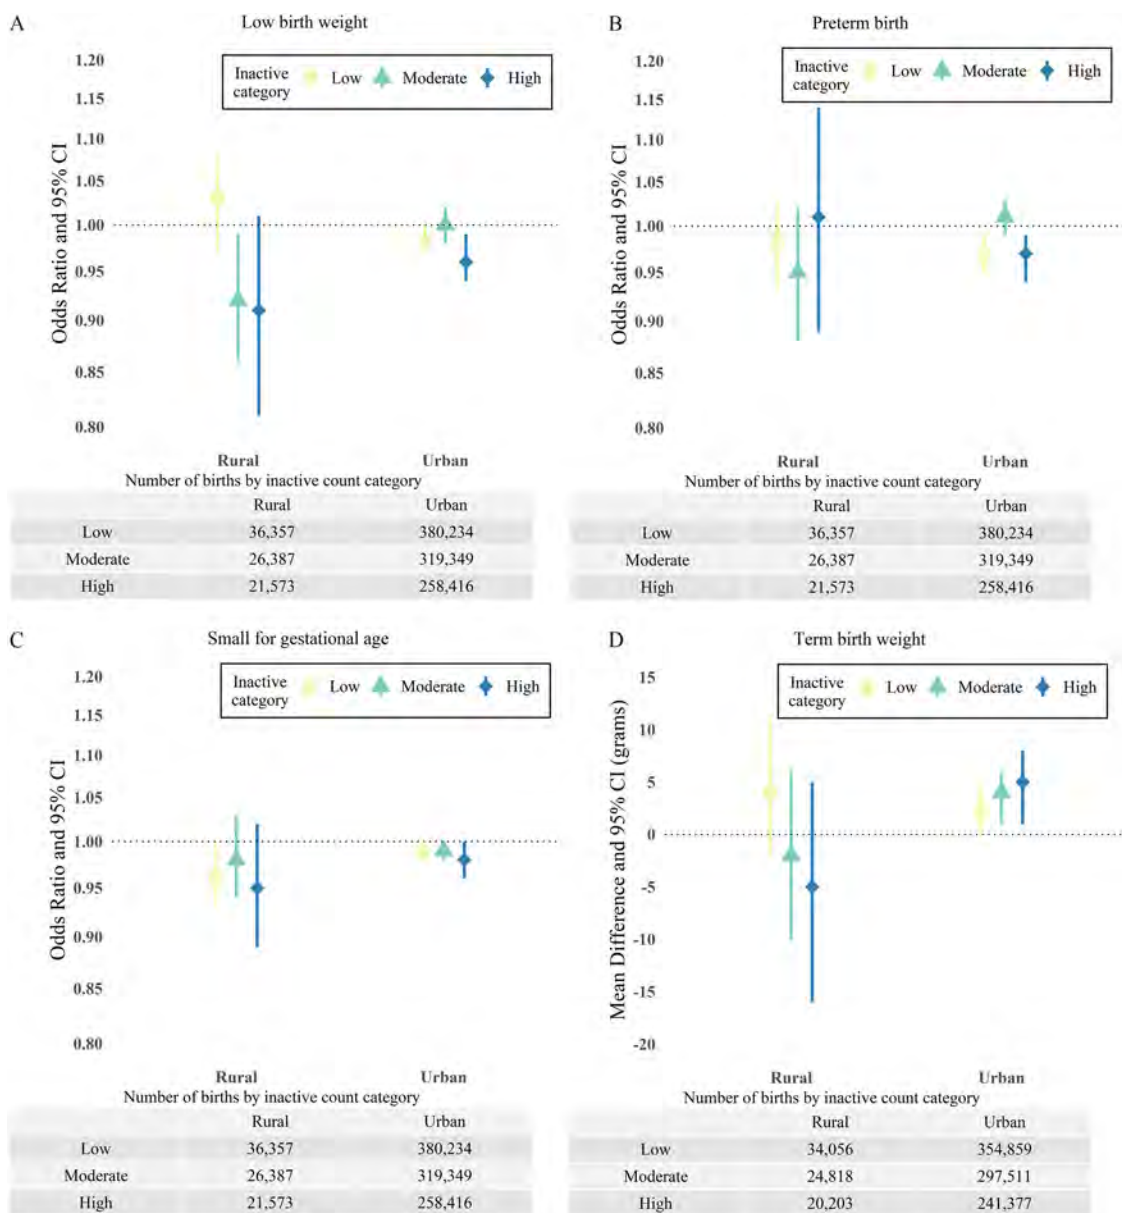 A
Low birth weight
Inactive category Low Moderate High
Odds Ratio and 95% CI
1.20
1.15
1.10
1.05
1.00
0.95
0.90
0.85
0.80
Rural Urban
Number of births by inactive count category
Rural Urban
Low 36,357 380,234
Moderate 26,387 319,349
High 21,573 258,416
B
Preterm birth
Inactive category Low Moderate High
Odds Ratio and 95% CI
1.20
1.15
1.10
1.05
1.00
0.95
0.90
0.85
0.80
Rural Urban
Number of births by inactive count category
Rural Urban
Low 36,357 380,234
Moderate 26,387 319,349
High 21,573 258,416
C
Small for gestational age
Inactive category Low Moderate High
Odds Ratio and 95% CI
1.20
1.15
1.10
1.05
1.00
0.95
0.90
0.85
0.80
Rural Urban
Number of births by inactive count category
Rural Urban
Low 36,357 380,234
Moderate 26,387 319,349
High 21,573 258,416
D
Term birth weight
Inactive category Low Moderate High
Mean Difference and 95% CI (grams)
15
10
5
0
-5
-10
-15
-20
Rural Urban
Number of births by inactive count category
Rural Urban
Low 34,056 354,859
Moderate 24,818 297,511
High 20,203 241,377